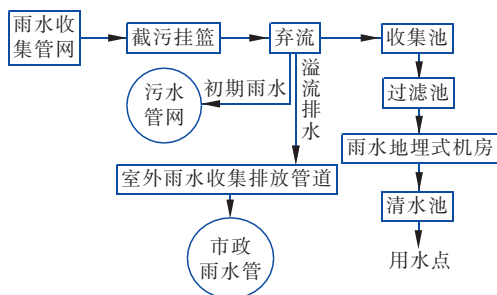 雨水收
集管网
截污挂篮
弃流
收集池
污水
管网
初期雨水
溢流排水
过滤池
雨水地埋式机房
室外雨水收集排放管道
清水池
市政
雨水管
用水点